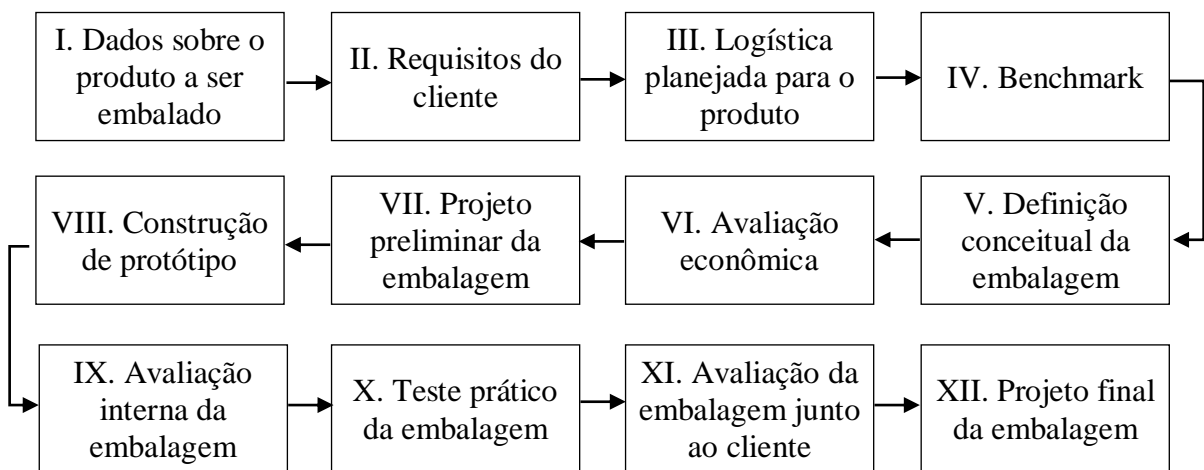 I. Dados sobre o
produto a ser
embalado
II. Requisitos do
cliente
III. Logística
planejada para o
produto
IV. Benchmark
V. Definição
conceitual da
embalagem
VI. Avaliação
econômica
VII. Projeto
preliminar da
embalagem
VIII. Construção
de protótipo
IX. Avaliação
interna da
embalagem
X. Teste prático
da embalagem
XI. Avaliação da
embalagem junto
ao cliente
XII. Projeto final
da embalagem